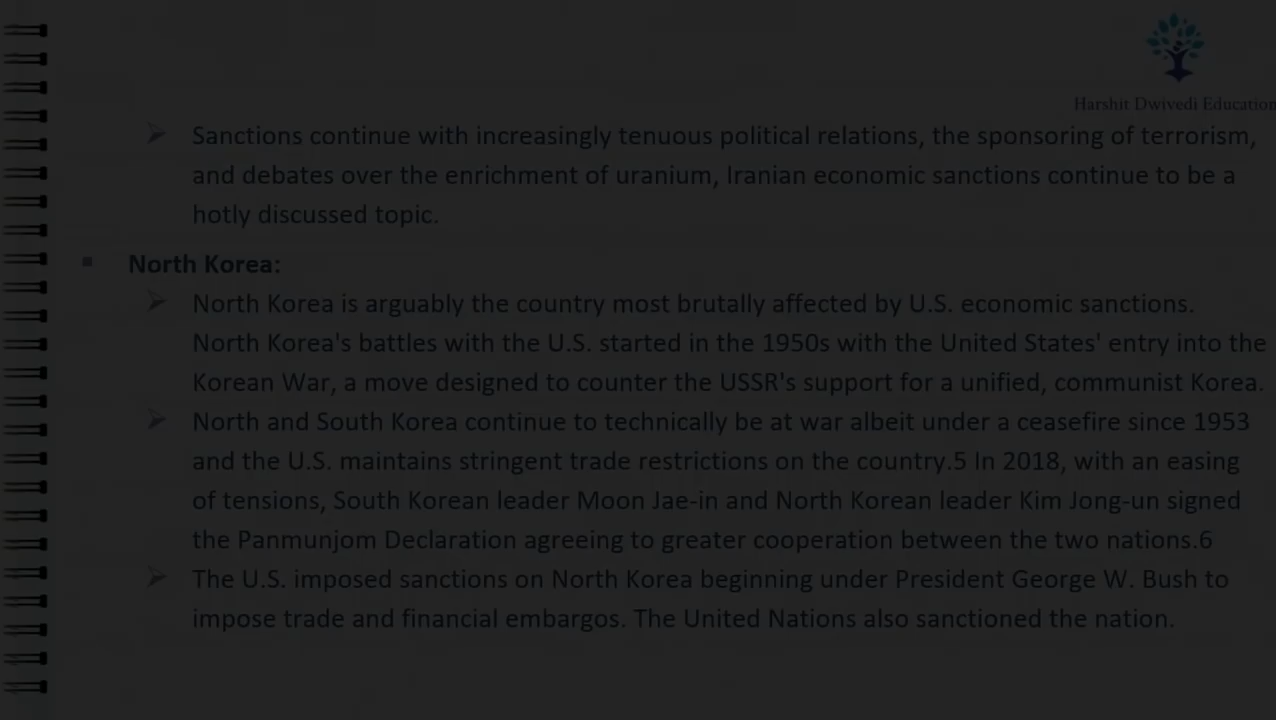 Harshit Dwivedi Education
Sanctions continue with increasingly tenuous political relations, the sponsoring of terrorism,
and debates over the enrichment of uranium, Iranian economic sanctions continue to be a
hotly discussed topic.
North Korea:
North Korea is arguably the country most brutally affected by U.S. economic sanctions.
North Korea's battles with the U.S. started in the 1950s with the United States' entry into the
Korean War, a move designed to counter the USSR's support for a unified, communist Korea.
North and South Korea continue to technically be at war albeit under a ceasefire since 1953
and the U.S. maintains stringent trade restrictions on the country.5 In 2018, with an easing
of tensions, South Korean leader Moon Jae-in and North Korean leader Kim Jong-un signed
the Panmunjom Declaration agreeing to greater cooperation between the two nations.6
The U.S. imposed sanctions on North Korea beginning under President George W. Bush to
impose trade and financial embargos. The United Nations also sanctioned the nation.